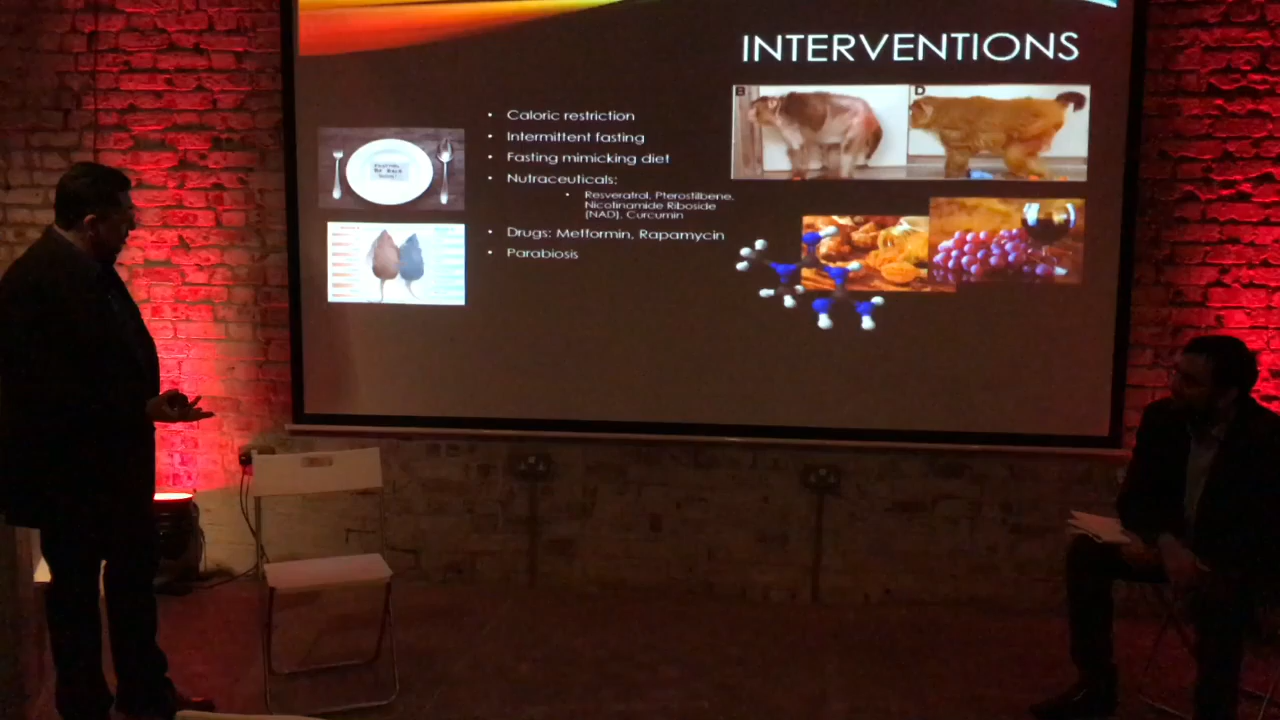 INTERVENTIONS
• Caloric restriction
• Intermittent fasting
• Fasting mimicking diet
• Nutraceuticals:
• Resveratrol, Pterostilbene,
Nicotinamide Riboside
(NAD), Curcumin
• Drugs: Metformin, Rapamycin
• Parabiosis
B
D